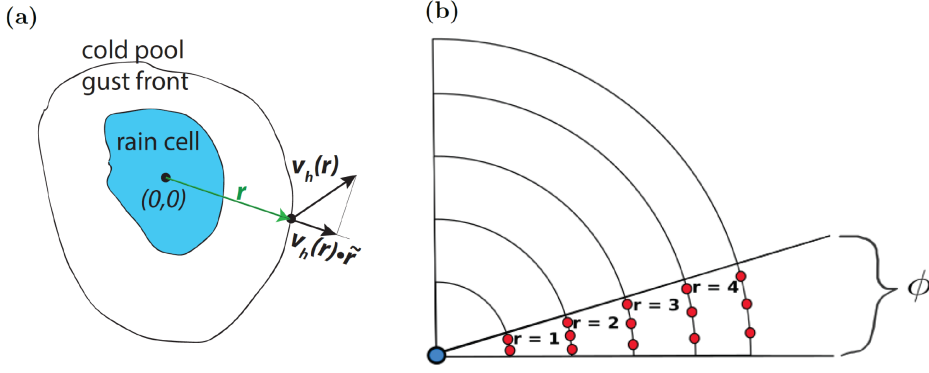 (a)
cold pool
gust front
rain cell
(0,0)
r
v_h(r)
v_h(r)•r̃
(b)
r = 1
r = 2
r = 3
r = 4
ϕ